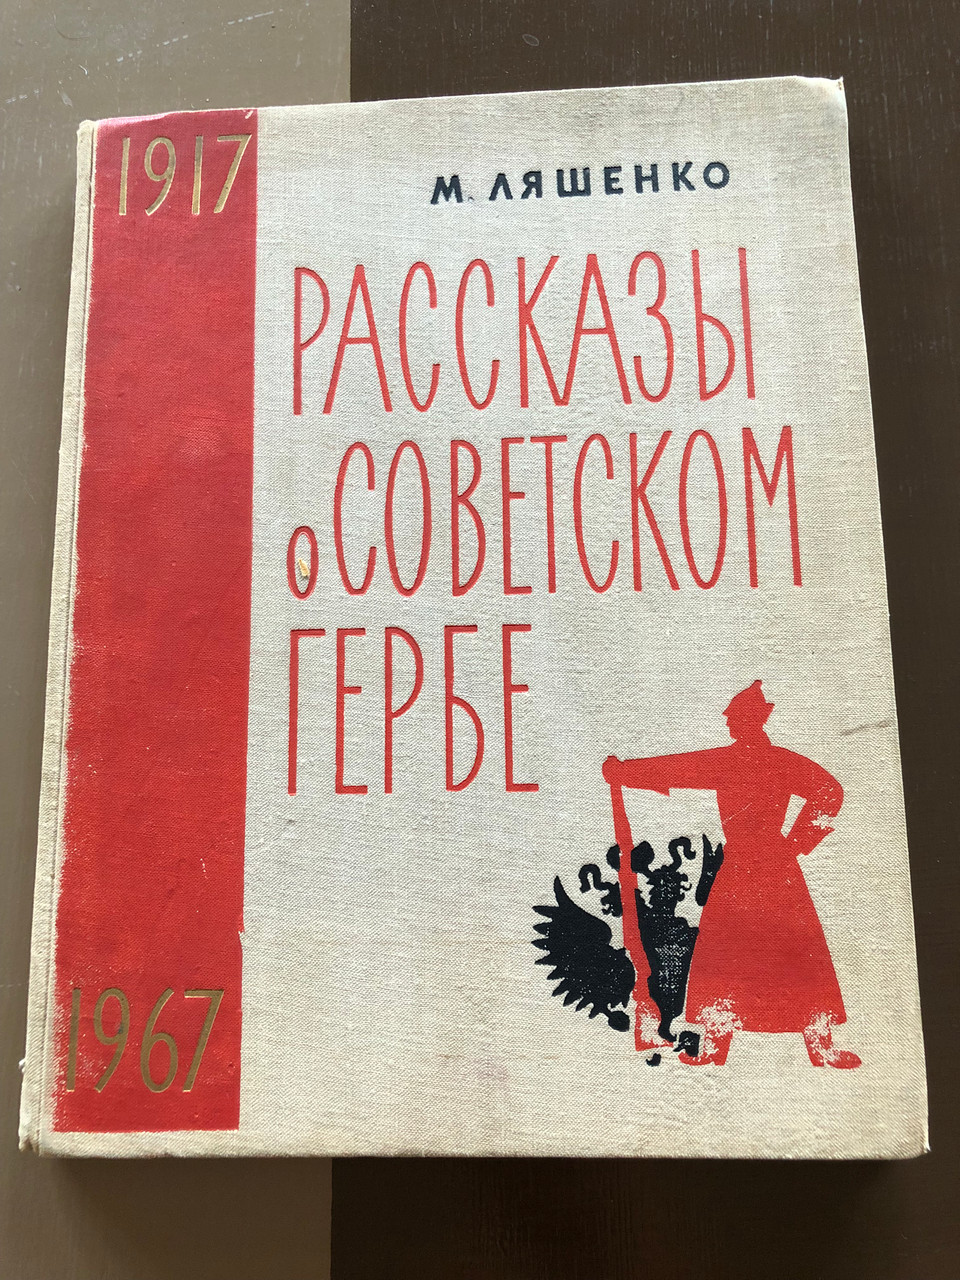 1917
М. ЛЯШЕНКО
РАССКАЗЫ
О СОВЕТСКОМ
ГЕРБЕ
1967